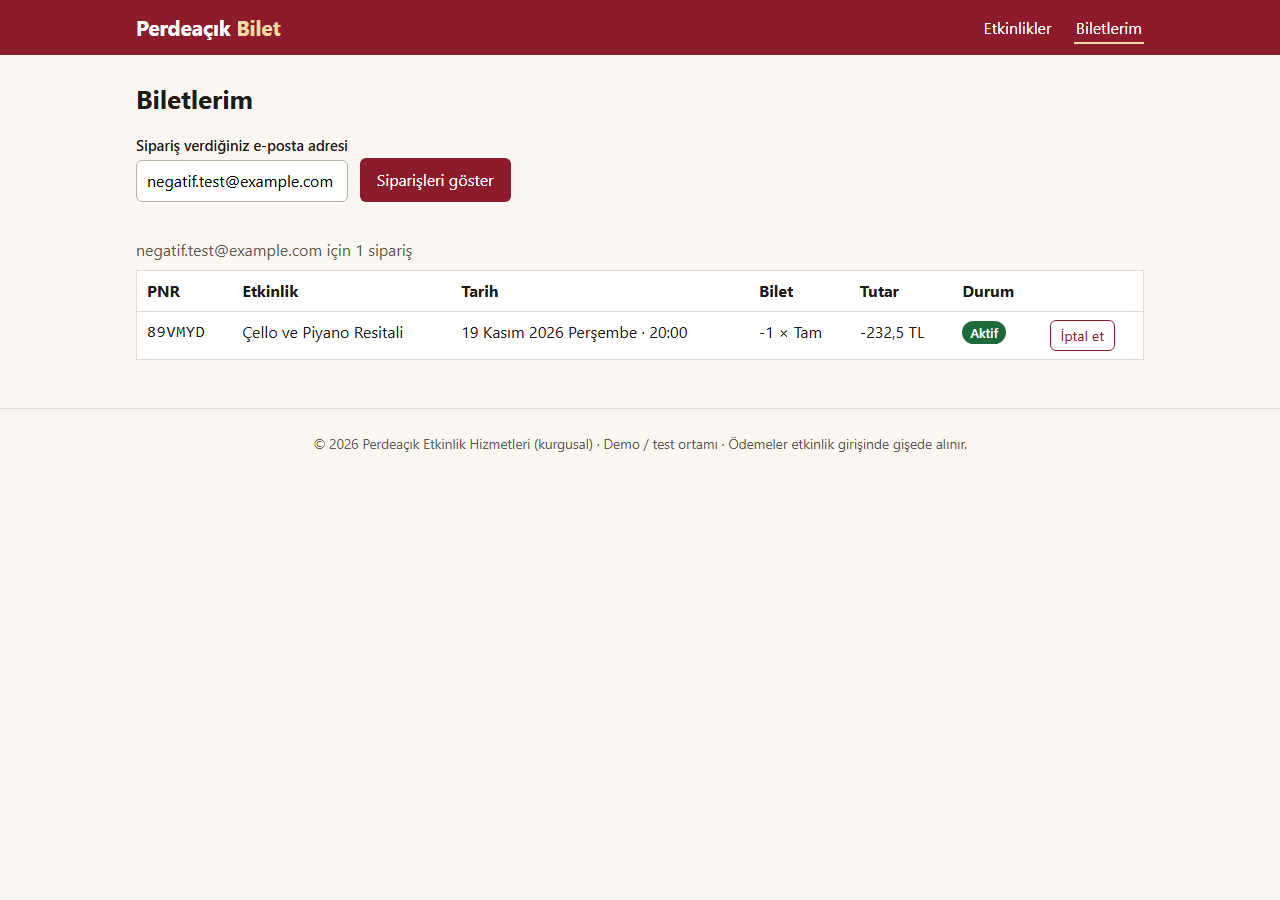 Perdeaçık Bilet
Etkinlikler Biletlerim
Biletlerim
Sipariş verdiğiniz e-posta adresi
negatif.test@example.com Siparişleri göster
negatif.test@example.com için 1 sipariş
PNR Etkinlik Tarih Bilet Tutar Durum
89VMYD Çello ve Piyano Resitali 19 Kasım 2026 Perşembe · 20:00 -1 × Tam -232,5 TL Aktif İptal et
© 2026 Perdeaçık Etkinlik Hizmetleri (kurgusal) · Demo / test ortamı · Ödemeler etkinlik girişinde gişede alınır.